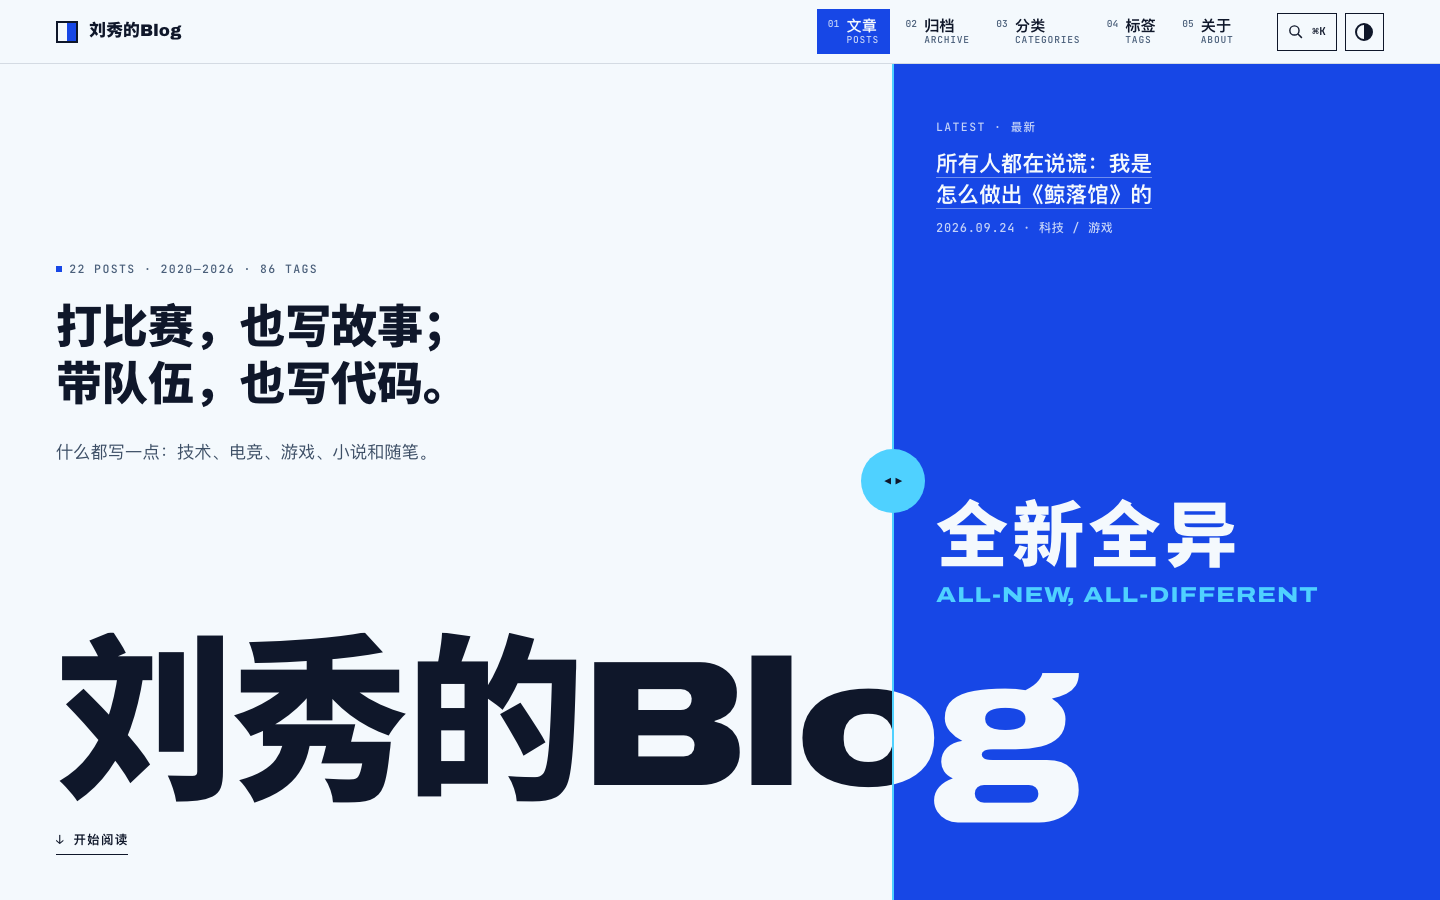 刘秀的Blog
01 文章 POSTS
02 归档 ARCHIVE
03 分类 CATEGORIES
04 标签 TAGS
05 关于 ABOUT
⌘K
LATEST · 最新
所有人都在说谎：我是
怎么做出《鲸落馆》的
2026.09.24 · 科技 / 游戏
22 POSTS · 2020—2026 · 86 TAGS
打比赛，也写故事；
带队伍，也写代码。
什么都写一点：技术、电竞、游戏、小说和随笔。
全新全异
ALL-NEW, ALL-DIFFERENT
刘秀的Blog
↓ 开始阅读